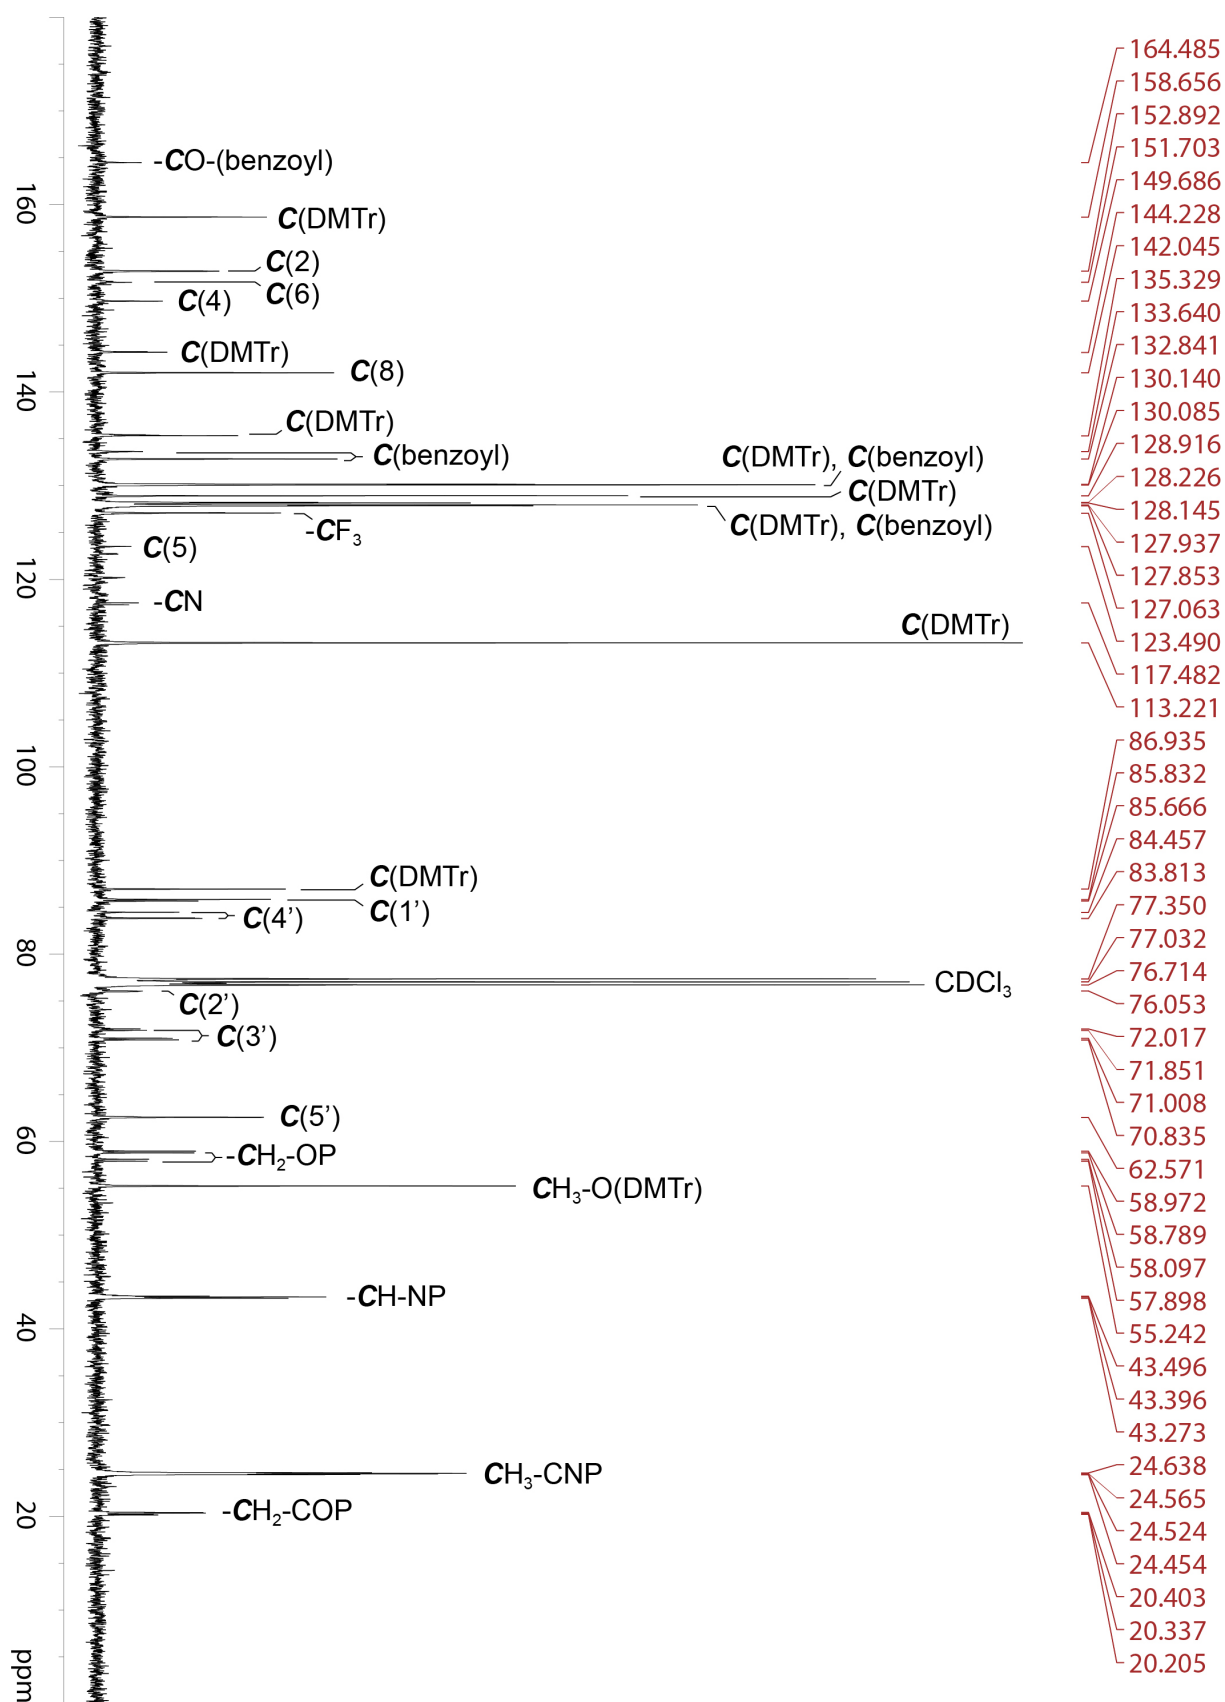 164.485
158.656
152.892
151.703
149.686
144.228
142.045
135.329
133.640
132.841
130.140
130.085
128.916
128.226
128.145
127.937
127.853
127.063
123.490
117.482
113.221
86.935
85.832
85.666
84.457
83.813
77.350
77.032
76.714
76.053
72.017
71.851
71.008
70.835
62.571
58.972
58.789
58.097
57.898
55.242
43.496
43.396
43.273
24.638
24.565
24.524
24.454
20.403
20.337
20.205
-CO-(benzoyl)
C(DMTr)
C(2)
C(6)
C(4)
C(DMTr)
C(8)
C(DMTr)
C(benzoyl)
C(DMTr), C(benzoyl)
C(DMTr)
C(DMTr), C(benzoyl)
-CF₃
C(5)
-CN
C(DMTr)
C(DMTr)
C(1’)
C(4’)
CDCl₃
C(2’)
C(3’)
C(5’)
-CH₂-OP
CH₃-O(DMTr)
-CH-NP
CH₃-CNP
-CH₂-COP
160
140
120
100
80
60
40
20
ppm